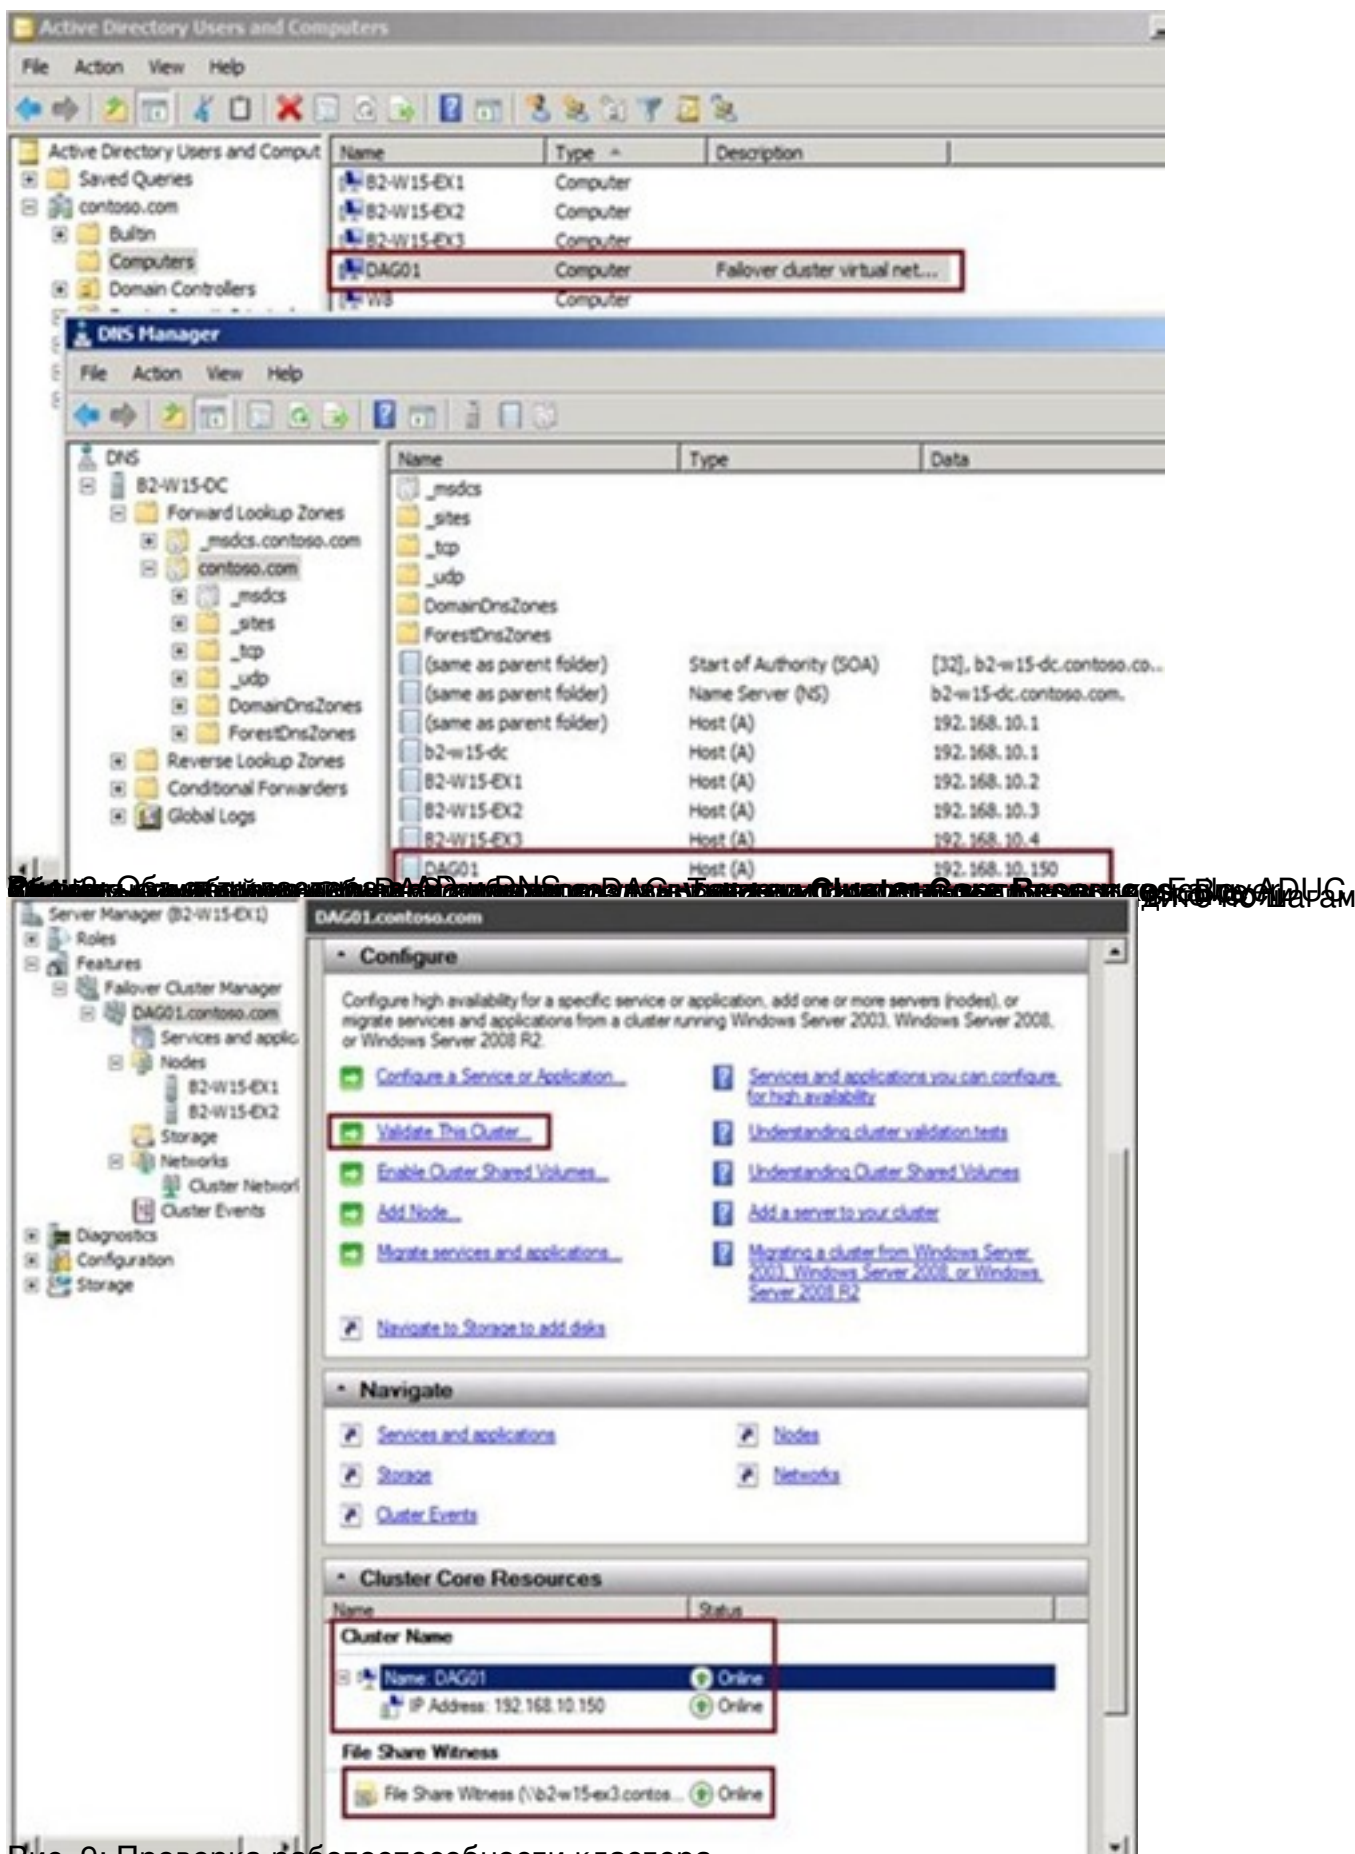 Active Directory Users and Computers
File Action View Help
Active Directory Users and Comput
Saved Queries
contoso.com
Builtin
Computers
Domain Controllers
Name Type Description
B2-W15-EX1 Computer
B2-W15-EX2 Computer
B2-W15-EX3 Computer
DAG01 Computer Failover cluster virtual net...
W8 Computer
DNS Manager
File Action View Help
DNS
B2-W15-DC
Forward Lookup Zones
_msdcs.contoso.com
contoso.com
_msdcs
_sites
_tcp
_udp
DomainDnsZones
ForestDnsZones
Reverse Lookup Zones
Conditional Forwarders
Global Logs
Name Type Data
_msdcs
_sites
_tcp
_udp
DomainDnsZones
ForestDnsZones
(same as parent folder) Start of Authority (SOA) [32], b2-w15-dc.contoso.co...
(same as parent folder) Name Server (NS) b2-w15-dc.contoso.com.
(same as parent folder) Host (A) 192.168.10.1
b2-w15-dc Host (A) 192.168.10.1
B2-W15-EX1 Host (A) 192.168.10.2
B2-W15-EX2 Host (A) 192.168.10.3
B2-W15-EX3 Host (A) 192.168.10.4
DAG01 Host (A) 192.168.10.150
Cluster Core Resources
ADUC
шагам
Server Manager (B2-W15-EX1)
Roles
Features
Failover Cluster Manager
DAG01.contoso.com
Services and applic
Nodes
B2-W15-EX1
B2-W15-EX2
Storage
Networks
Cluster Networl
Cluster Events
Diagnostics
Configuration
Storage
DAG01.contoso.com
Configure
Configure high availability for a specific service or application, add one or more servers (nodes), or
migrate services and applications from a cluster running Windows Server 2003, Windows Server 2008,
or Windows Server 2008 R2.
Configure a Service or Application...
Services and applications you can configure
for high availability
Validate This Cluster...
Understanding cluster validation tests
Enable Cluster Shared Volumes...
Understanding Cluster Shared Volumes
Add Node...
Add a server to your cluster
Migrate services and applications...
Migrating a cluster from Windows Server
2003, Windows Server 2008, or Windows
Server 2008 R2
Navigate to Storage to add disks
Navigate
Services and applications
Nodes
Storage
Networks
Cluster Events
Cluster Core Resources
Name Status
Cluster Name
Name: DAG01 Online
IP Address: 192.168.10.150 Online
File Share Witness
File Share Witness (\\b2-w15-ex3.contos... Online
Рис. 9: Проверка работоспособности кластера